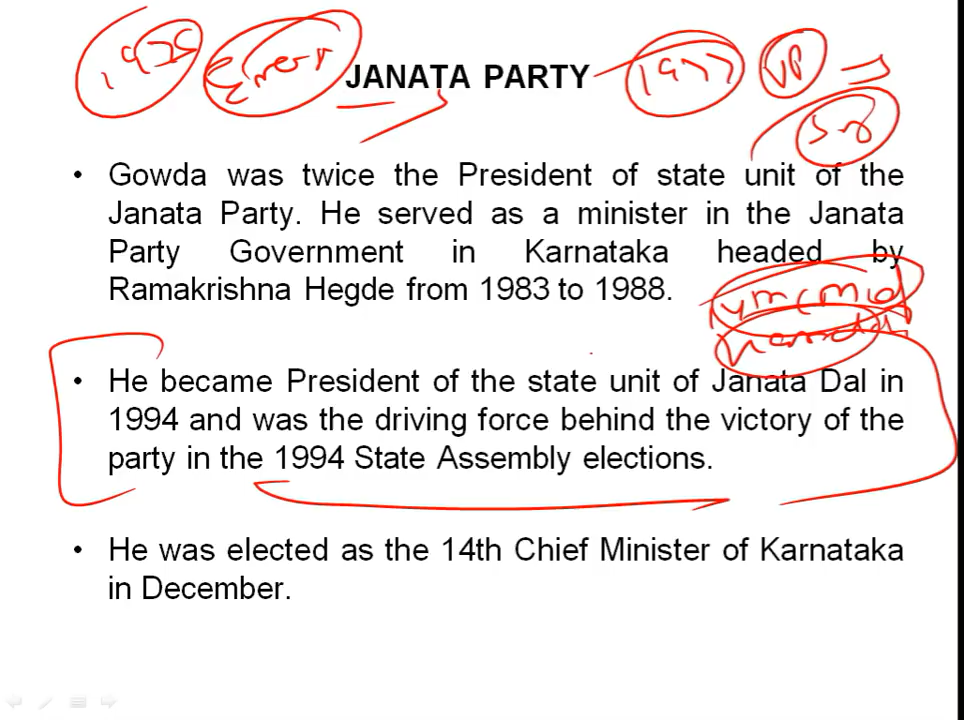 1975 Emer JANATA PARTY 1977 UP
• Gowda was twice the President of state unit of the
Janata Party. He served as a minister in the Janata
Party Government in Karnataka headed by
Ramakrishna Hegde from 1983 to 1988.
• He became President of the state unit of Janata Dal in
1994 and was the driving force behind the victory of the
party in the 1994 State Assembly elections.
• He was elected as the 14th Chief Minister of Karnataka
in December.